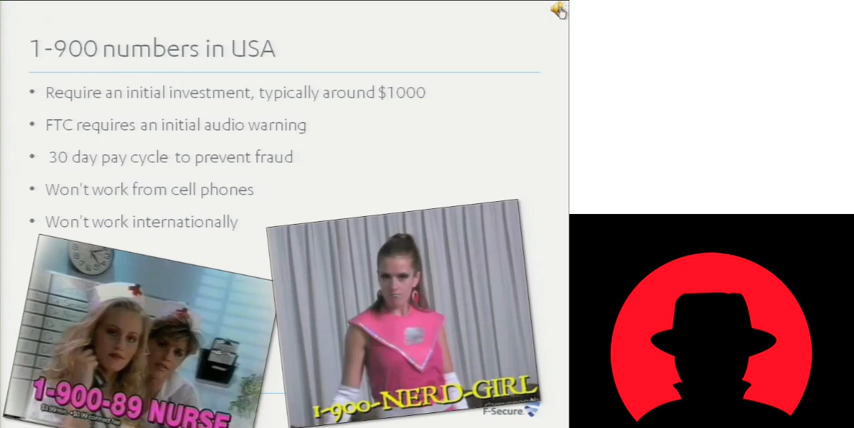 1-900 numbers in USA
• Require an initial investment, typically around $1000
• FTC requires an initial audio warning
• 30 day pay cycle to prevent fraud
• Won't work from cell phones
• Won't work internationally
1-900-89 NURSE
1-900-NERD-GIRL
F-Secure.